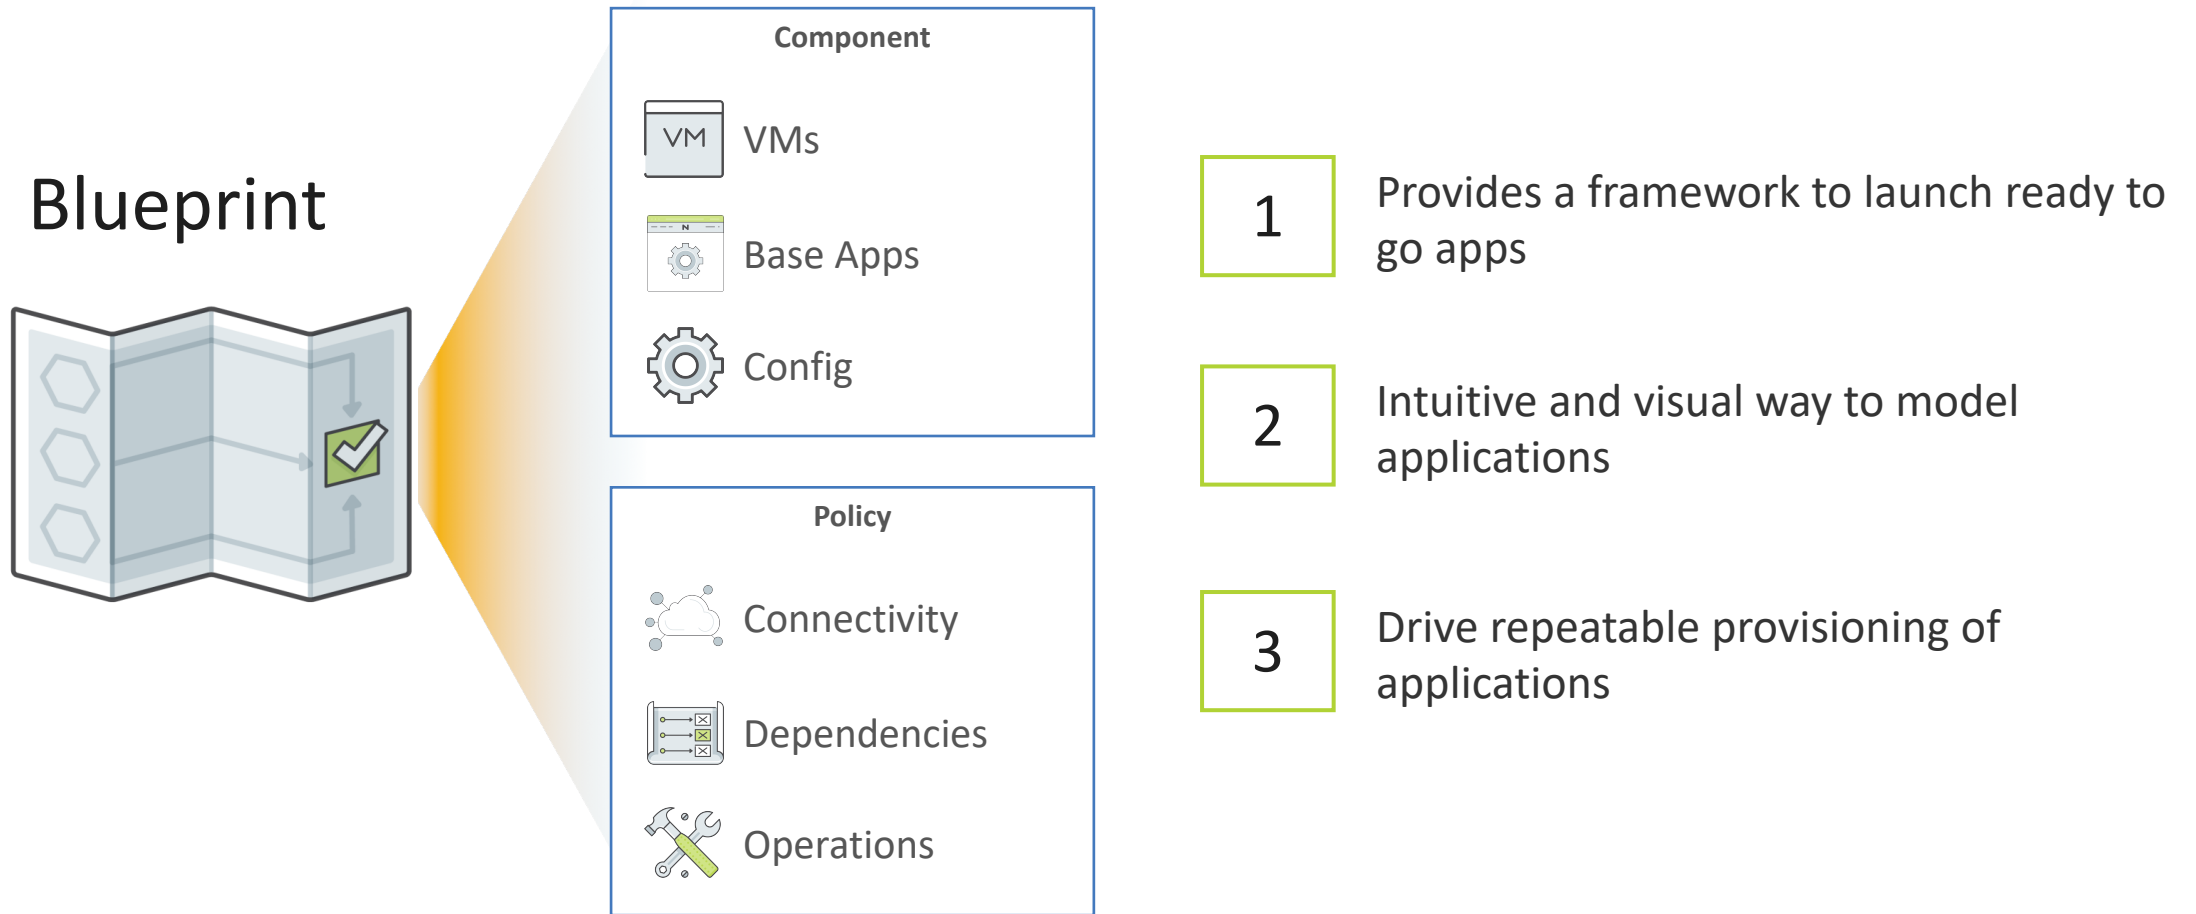 Blueprint
Component
VM
VMs
N
Base Apps
Config
Policy
Connectivity
Dependencies
Operations
1
Provides a framework to launch ready to
go apps
2
Intuitive and visual way to model
applications
3
Drive repeatable provisioning of
applications